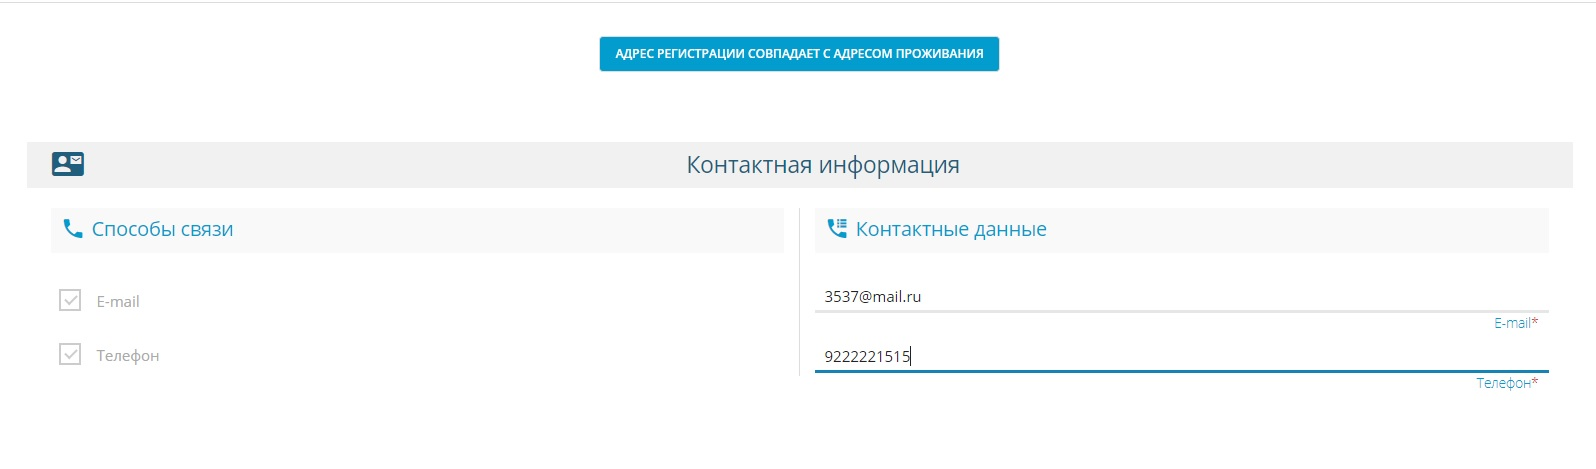 АДРЕС РЕГИСТРАЦИИ СОВПАДАЕТ С АДРЕСОМ ПРОЖИВАНИЯ
Контактная информация
Способы связи
E-mail
Телефон
Контактные данные
3537@mail.ru
E-mail*
9222221515
Телефон*